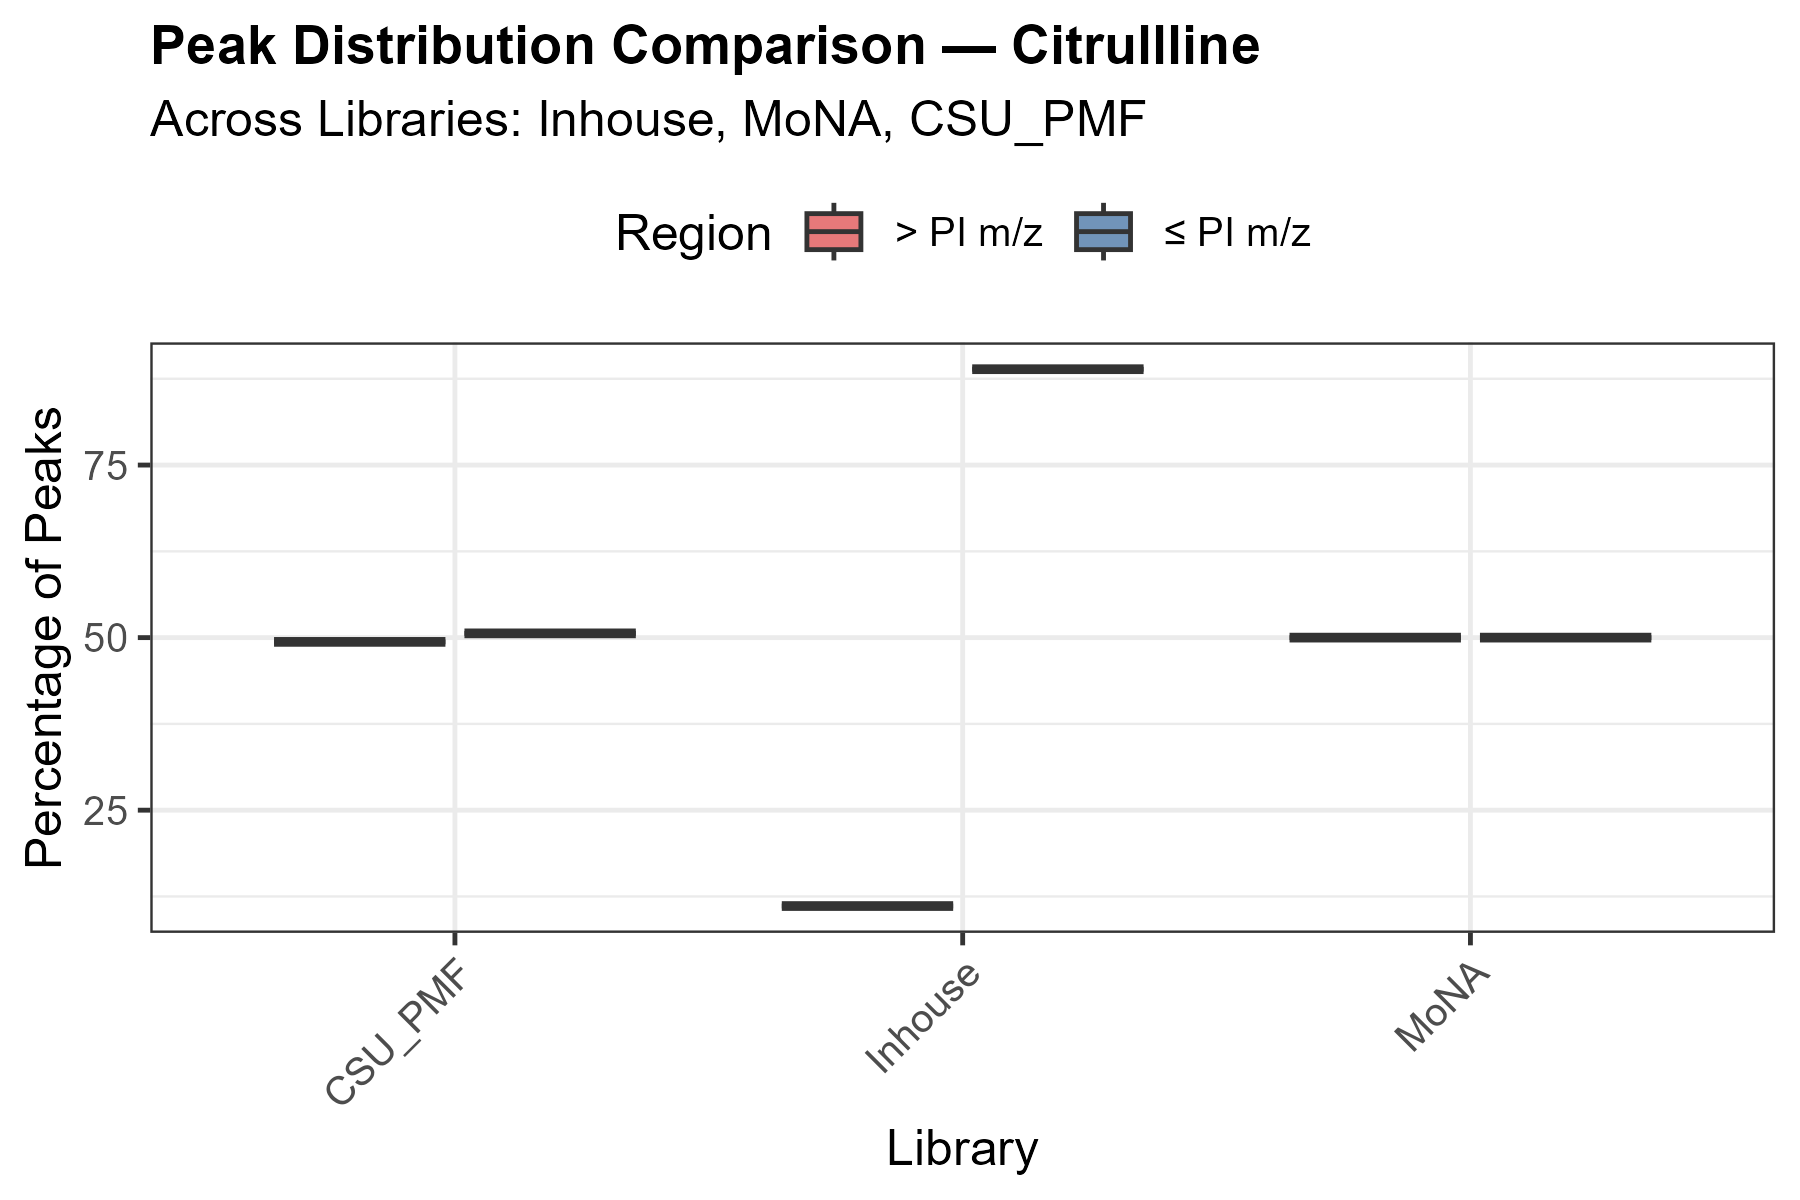 Peak Distribution Comparison — Citrullline
Across Libraries: Inhouse, MoNA, CSU_PMF
Region > PI m/z ≤ PI m/z
Percentage of Peaks
75
50
25
CSU_PMF Inhouse MoNA
Library